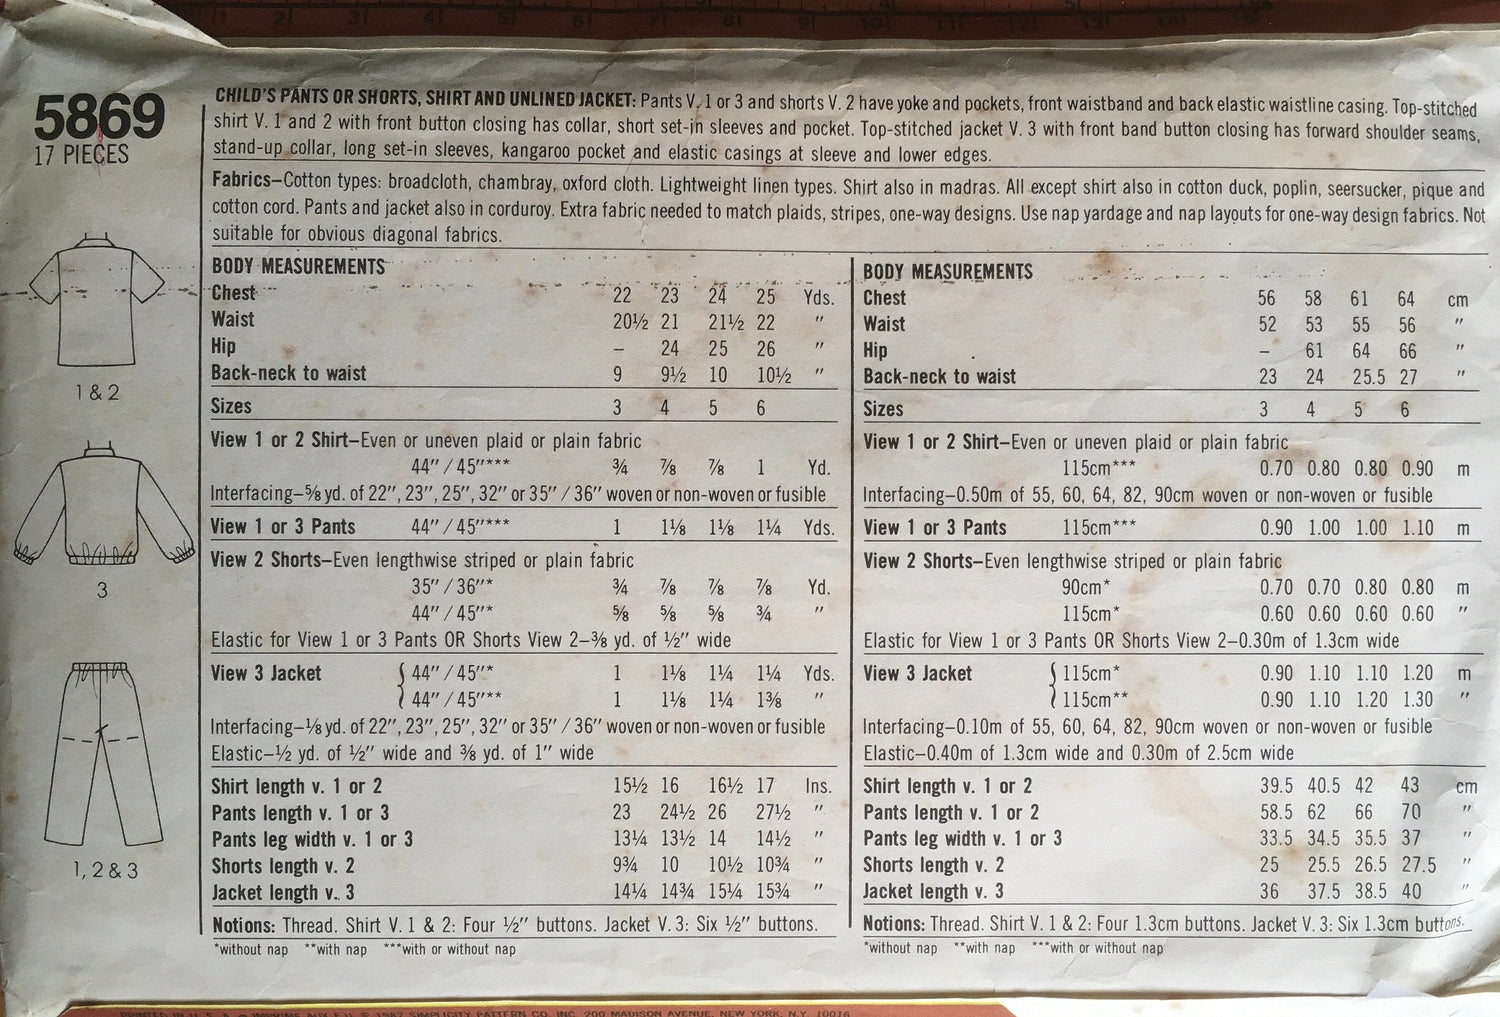 5869
17 PIECES
CHILD'S PANTS OR SHORTS, SHIRT AND UNLINED JACKET: Pants V. 1 or 3 and shorts V. 2 have yoke and pockets, front waistband and back elastic waistline casing. Top-stitched
shirt V. 1 and 2 with front button closing has collar, short set-in sleeves and pocket. Top-stitched jacket V. 3 with front band button closing has forward shoulder seams,
stand-up collar, long set-in sleeves, kangaroo pocket and elastic casings at sleeve and lower edges.
Fabrics—Cotton types: broadcloth, chambray, oxford cloth. Lightweight linen types. Shirt also in madras. All except shirt also in cotton duck, poplin, seersucker, pique and
cotton cord. Pants and jacket also in corduroy. Extra fabric needed to match plaids, stripes, one-way designs. Use nap yardage and nap layouts for one-way design fabrics. Not
suitable for obvious diagonal fabrics.
1 & 2
3
1, 2 & 3
BODY MEASUREMENTS
Chest 22 23 24 25 Yds.
Waist 20½ 21 21½ 22 "
Hip – 24 25 26 "
Back-neck to waist 9 9½ 10 10½ "
Sizes 3 4 5 6
View 1 or 2 Shirt—Even or uneven plaid or plain fabric
44" / 45"*** ¾ ⅞ ⅞ 1 Yd.
Interfacing—⅝ yd. of 22", 23", 25", 32" or 35" / 36" woven or non-woven or fusible
View 1 or 3 Pants 44" / 45"*** 1 1⅛ 1⅛ 1¼ Yds.
View 2 Shorts—Even lengthwise striped or plain fabric
35" / 36"* ¾ ⅞ ⅞ ⅞ Yd.
44" / 45"* ⅝ ⅝ ⅝ ¾ "
Elastic for View 1 or 3 Pants OR Shorts View 2—⅜ yd. of ½" wide
View 3 Jacket { 44" / 45"* 1 1⅛ 1¼ 1¼ Yds.
44" / 45"** 1 1⅛ 1¼ 1⅜ "
Interfacing—⅛ yd. of 22", 23", 25", 32" or 35" / 36" woven or non-woven or fusible
Elastic—½ yd. of ½" wide and ⅜ yd. of 1" wide
Shirt length v. 1 or 2 15½ 16 16½ 17 Ins.
Pants length v. 1 or 3 23 24½ 26 27½ "
Pants leg width v. 1 or 3 13¼ 13½ 14 14½ "
Shorts length v. 2 9¾ 10 10½ 10¾ "
Jacket length v. 3 14¼ 14¾ 15¼ 15¾ "
Notions: Thread. Shirt V. 1 & 2: Four ½" buttons. Jacket V. 3: Six ½" buttons.
*without nap **with nap ***with or without nap
BODY MEASUREMENTS
Chest 56 58 61 64 cm
Waist 52 53 55 56 "
Hip – 61 64 66 "
Back-neck to waist 23 24 25.5 27 "
Sizes 3 4 5 6
View 1 or 2 Shirt—Even or uneven plaid or plain fabric
115cm*** 0.70 0.80 0.80 0.90 m
Interfacing—0.50m of 55, 60, 64, 82, 90cm woven or non-woven or fusible
View 1 or 3 Pants 115cm*** 0.90 1.00 1.00 1.10 m
View 2 Shorts—Even lengthwise striped or plain fabric
90cm* 0.70 0.70 0.80 0.80 m
115cm* 0.60 0.60 0.60 0.60 "
Elastic for View 1 or 3 Pants OR Shorts View 2—0.30m of 1.3cm wide
View 3 Jacket { 115cm* 0.90 1.10 1.10 1.20 m
115cm** 0.90 1.10 1.20 1.30 "
Interfacing—0.10m of 55, 60, 64, 82, 90cm woven or non-woven or fusible
Elastic—0.40m of 1.3cm wide and 0.30m of 2.5cm wide
Shirt length v. 1 or 2 39.5 40.5 42 43 cm
Pants length v. 1 or 2 58.5 62 66 70 "
Pants leg width v. 1 or 3 33.5 34.5 35.5 37 "
Shorts length v. 2 25 25.5 26.5 27.5 "
Jacket length v. 3 36 37.5 38.5 40 "
Notions: Thread. Shirt V. 1 & 2: Four 1.3cm buttons. Jacket V. 3: Six 1.3cm buttons.
*without nap **with nap ***with or without nap
SIMPLICITY PATTERN CO. INC. 200 MADISON AVENUE, NEW YORK, N.Y. 10016